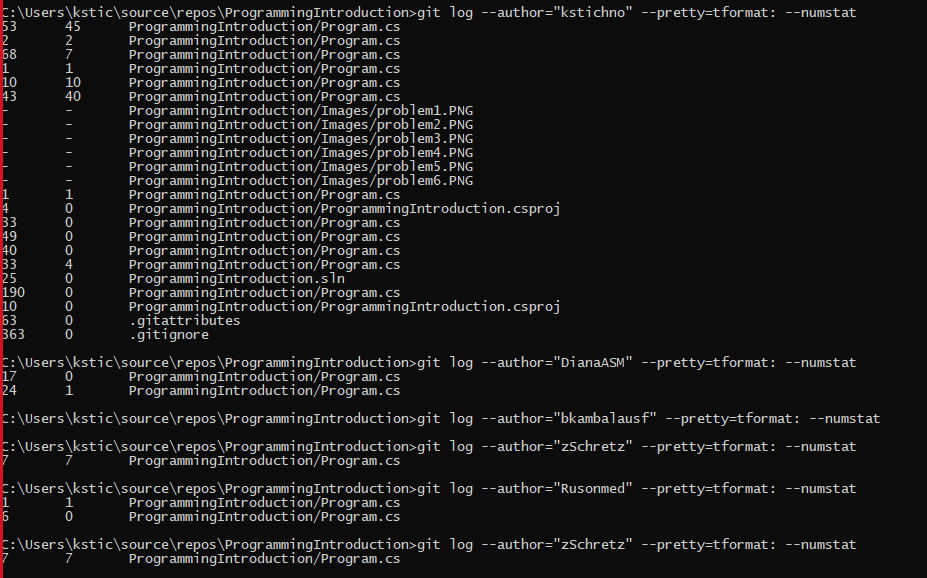 C:\Users\kstic\source\repos\ProgrammingIntroduction>git log --author="kstichno" --pretty=tformat: --numstat
53      45      ProgrammingIntroduction/Program.cs
2       2       ProgrammingIntroduction/Program.cs
68      7       ProgrammingIntroduction/Program.cs
1       1       ProgrammingIntroduction/Program.cs
10      10      ProgrammingIntroduction/Program.cs
43      40      ProgrammingIntroduction/Program.cs
-       -       ProgrammingIntroduction/Images/problem1.PNG
-       -       ProgrammingIntroduction/Images/problem2.PNG
-       -       ProgrammingIntroduction/Images/problem3.PNG
-       -       ProgrammingIntroduction/Images/problem4.PNG
-       -       ProgrammingIntroduction/Images/problem5.PNG
-       -       ProgrammingIntroduction/Images/problem6.PNG
1       1       ProgrammingIntroduction/Program.cs
4       0       ProgrammingIntroduction/ProgrammingIntroduction.csproj
33      0       ProgrammingIntroduction/Program.cs
49      0       ProgrammingIntroduction/Program.cs
40      0       ProgrammingIntroduction/Program.cs
33      4       ProgrammingIntroduction/Program.cs
25      0       ProgrammingIntroduction.sln
190     0       ProgrammingIntroduction/Program.cs
10      0       ProgrammingIntroduction/ProgrammingIntroduction.csproj
63      0       .gitattributes
363     0       .gitignore
C:\Users\kstic\source\repos\ProgrammingIntroduction>git log --author="DianaASM" --pretty=tformat: --numstat
17      0       ProgrammingIntroduction/Program.cs
24      1       ProgrammingIntroduction/Program.cs
C:\Users\kstic\source\repos\ProgrammingIntroduction>git log --author="bkambalausf" --pretty=tformat: --numstat
C:\Users\kstic\source\repos\ProgrammingIntroduction>git log --author="zSchretz" --pretty=tformat: --numstat
7       7       ProgrammingIntroduction/Program.cs
C:\Users\kstic\source\repos\ProgrammingIntroduction>git log --author="Rusonmed" --pretty=tformat: --numstat
1       1       ProgrammingIntroduction/Program.cs
6       0       ProgrammingIntroduction/Program.cs
C:\Users\kstic\source\repos\ProgrammingIntroduction>git log --author="zSchretz" --pretty=tformat: --numstat
7       7       ProgrammingIntroduction/Program.cs